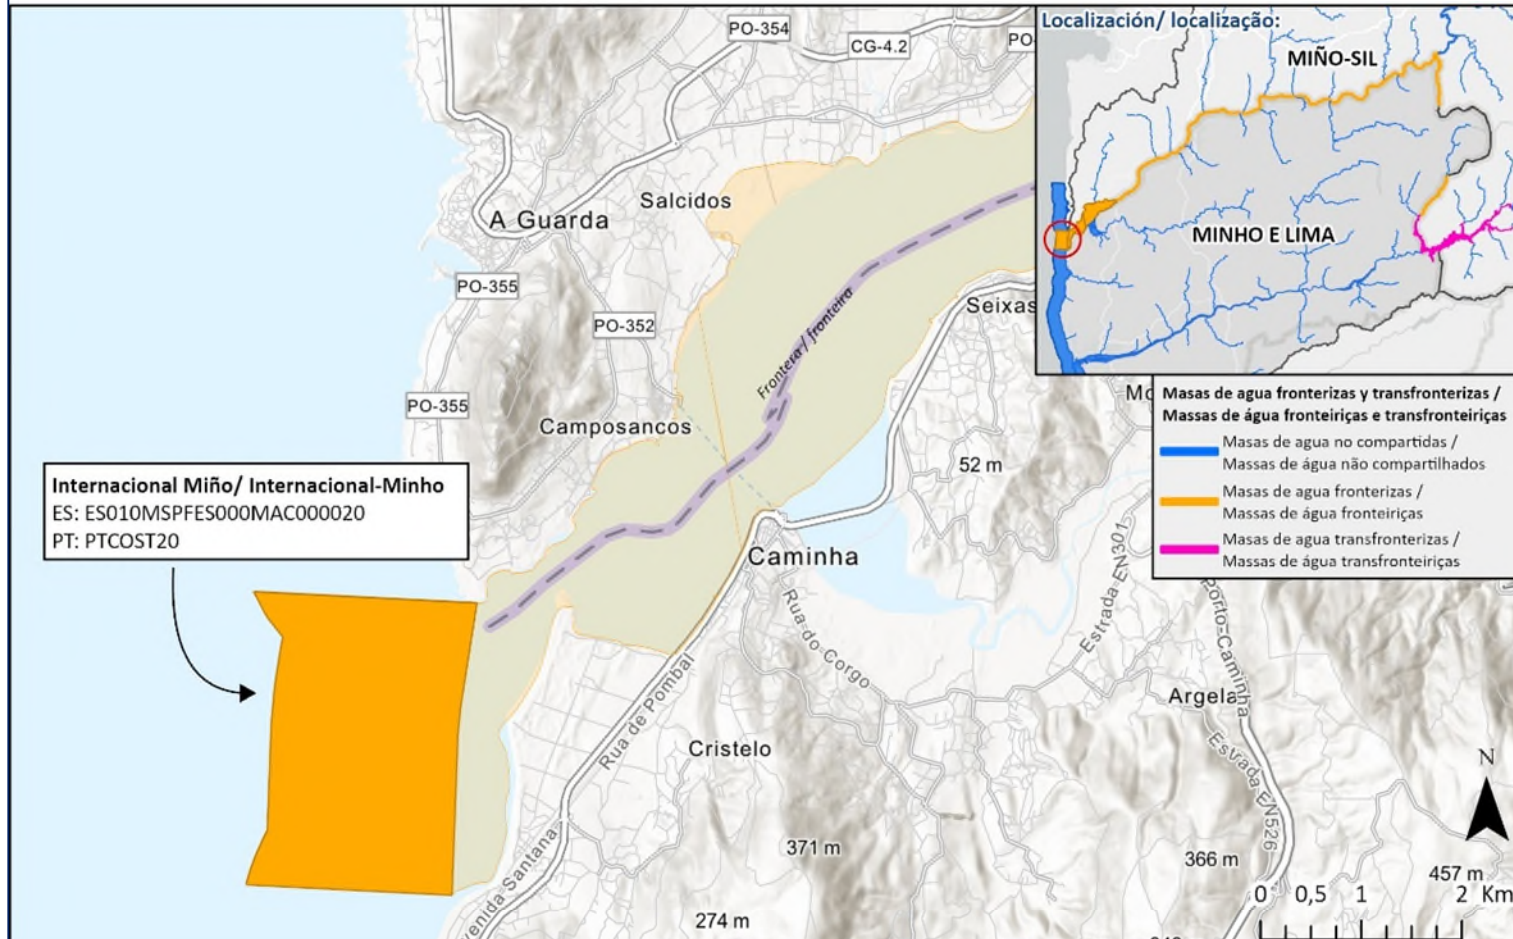 PO-354
CG-4.2
PO-
Localización/ localização:
MIÑO-SIL
MINHO E LIMA
Salcidos
A Guarda
PO-355
PO-352
Seixas
Frontera / fronteira
PO-355
Camposancos
52 m
Masas de agua fronterizas y transfronterizas /
Massas de água fronteiriças e transfronteiriças
Masas de agua no compartidas /
Massas de água não compartilhados
Masas de agua fronterizas /
Massas de água fronteiriças
Masas de agua transfronterizas /
Massas de água transfronteiriças
Internacional Miño/ Internacional-Minho
ES: ES010MSPFES000MAC000020
PT: PTCOST20
Caminha
Rua do Corgo
Estrada EN301
Porto-Caminha
Argela
Rua de Pombal
Cristelo
Estrada EN526
N
371 m
366 m
457 m
venida Santana
274 m
0 0,5 1 2 Km